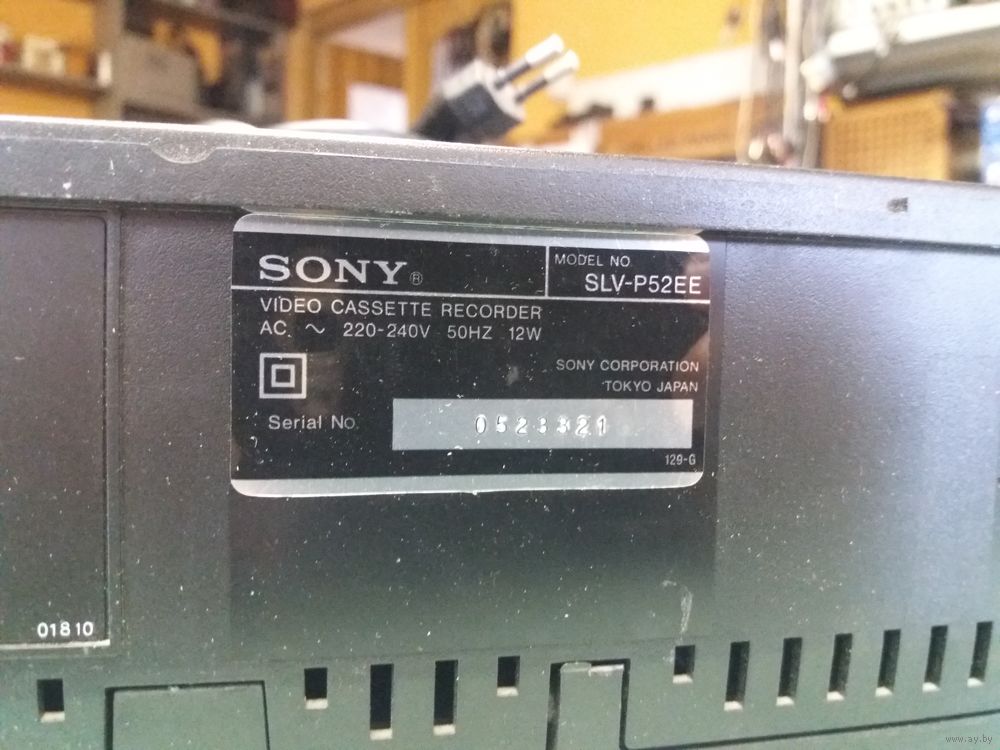 SONY®
MODEL NO.
SLV-P52EE
VIDEO CASSETTE RECORDER
AC. ~ 220-240V 50HZ 12W
SONY CORPORATION
TOKYO JAPAN
Serial No. 0523321
129-G
01810
www.ay.by